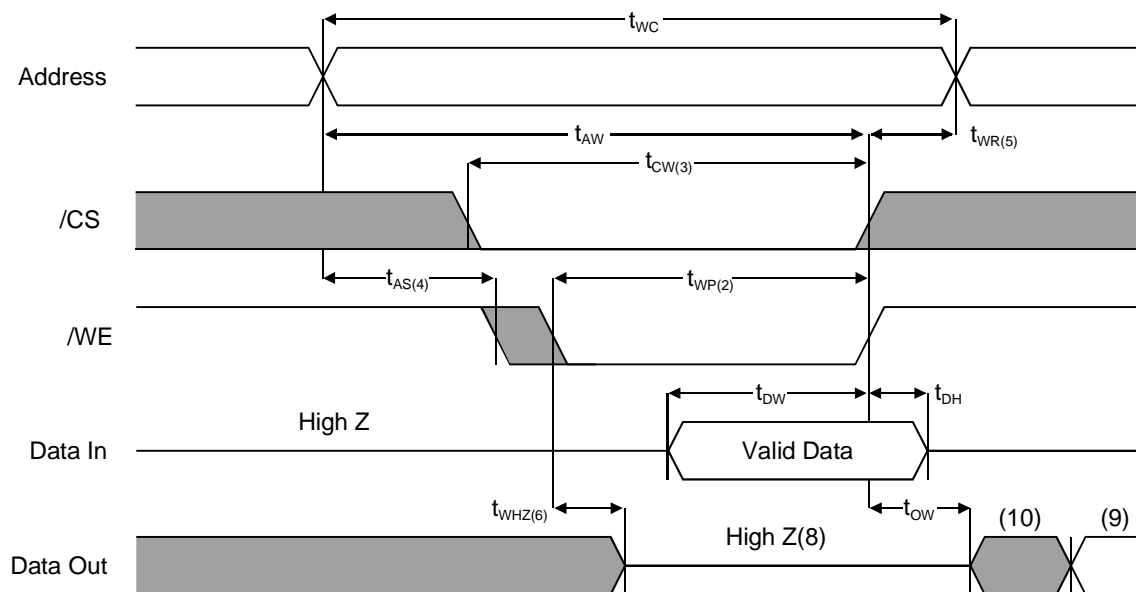 tWC
Address
tAW
tWR(5)
tCW(3)
/CS
tAS(4)
tWP(2)
/WE
tDW
tDH
High Z
Data In
Valid Data
tWHZ(6)
tOW
(10)
(9)
High Z(8)
Data Out